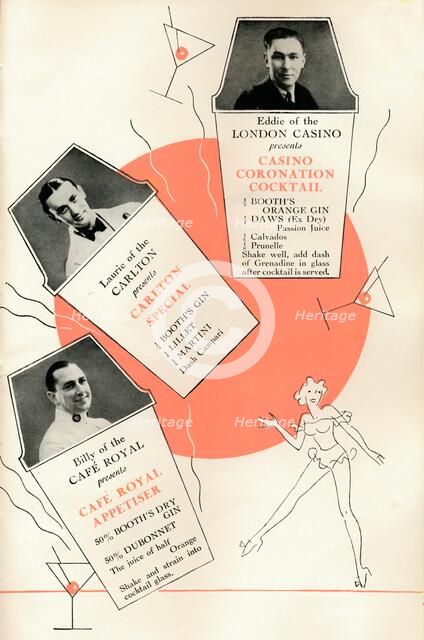 Eddie of the
LONDON CASINO
presents
CASINO
CORONATION
COCKTAIL
BOOTH'S
ORANGE GIN
DAWS (Ex Dry)
Passion Juice
Calvados
Prunelle
Shake well, add dash
of Grenadine in glass
after cocktail is served.
Laurie of the
CARLTON
presents
CARLTON
SPECIAL
BOOTH'S GIN
LILLET
MARTINI
Dash Campari
Billy of the
CAFÉ ROYAL
presents
CAFÉ ROYAL
APPETISER
50% BOOTH'S DRY
GIN
50% DUBONNET
The juice of half
Orange
Shake and strain into
cocktail glass.
Heritage
Heritage
Heritage
Heritage
Heritage
Heritage